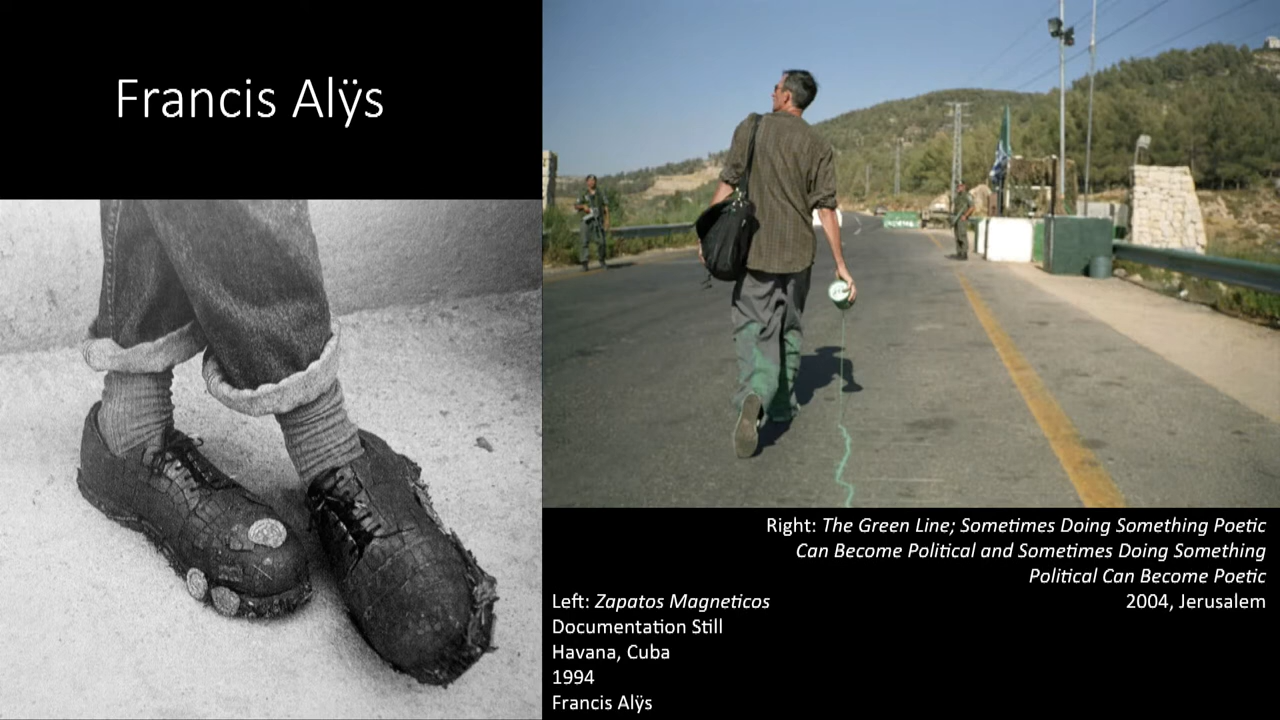 Francis Alÿs
Right: The Green Line; Sometimes Doing Something Poetic
Can Become Political and Sometimes Doing Something
Political Can Become Poetic
2004, Jerusalem
Left: Zapatos Magneticos
Documentation Still
Havana, Cuba
1994
Francis Alÿs